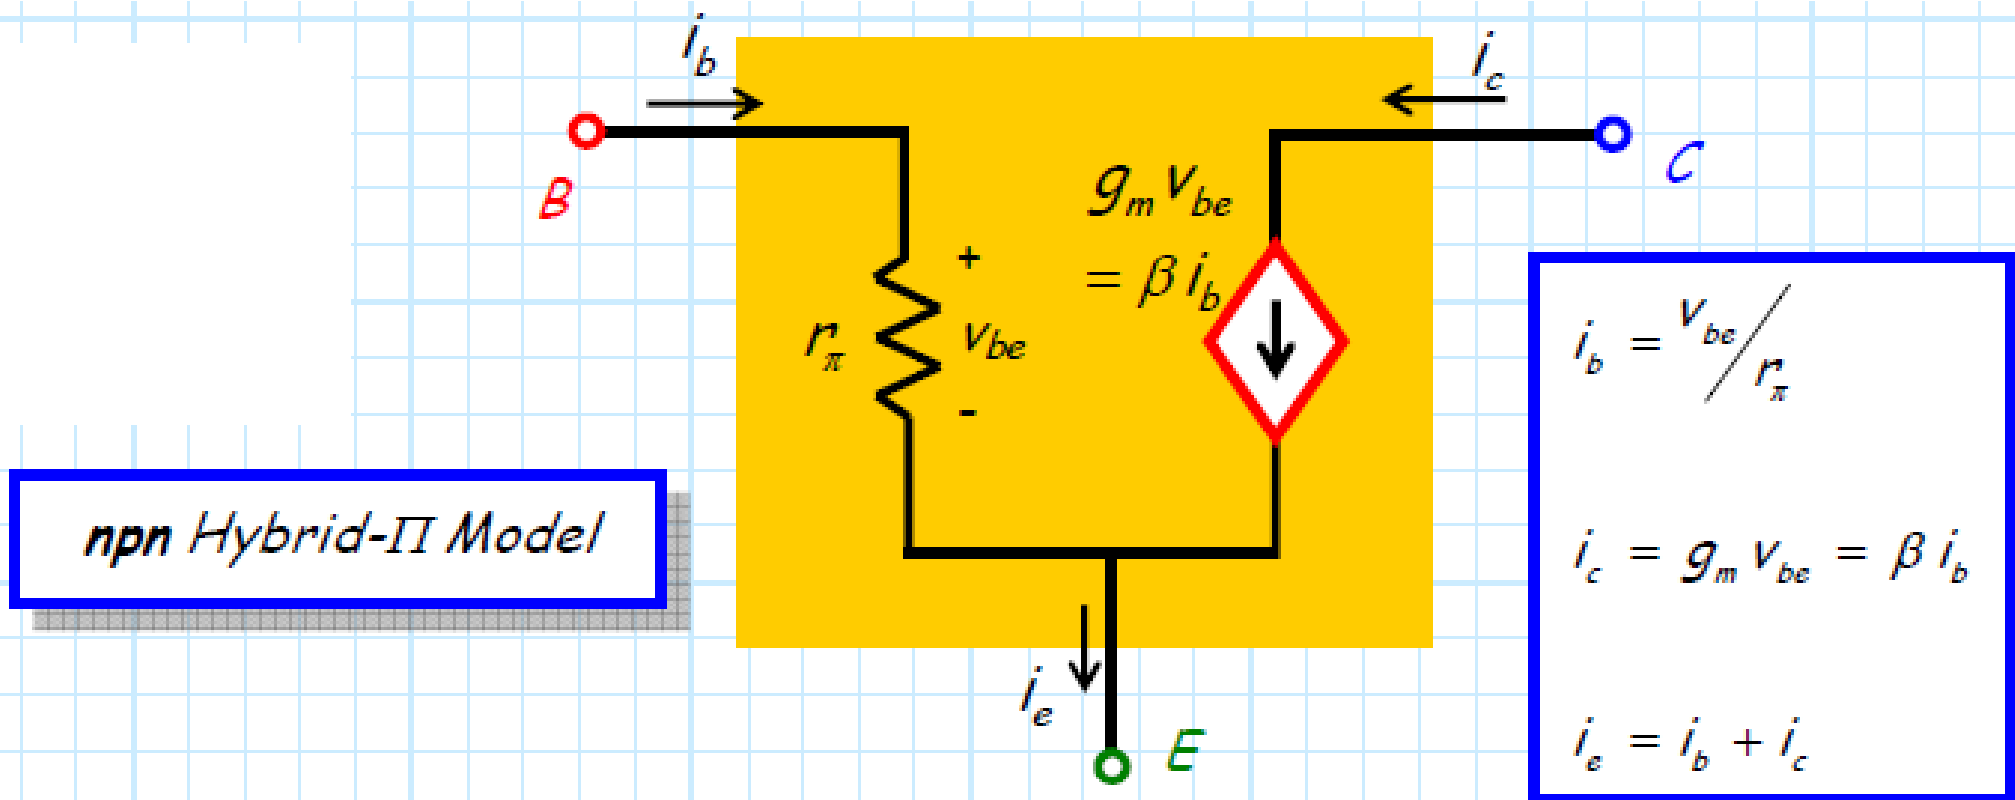 i_b
i_c
B
C
g_m v_be
= β i_b
+
r_π
v_be
-
i_b = v_be / r_π
npn Hybrid-Π Model
i_c = g_m v_be = β i_b
i_e
E
i_e = i_b + i_c